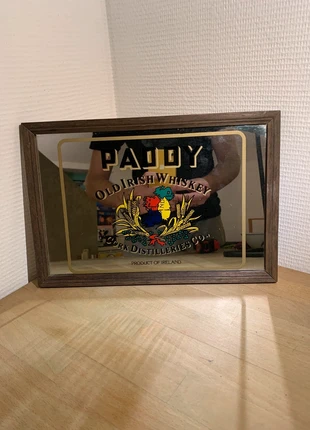 PADDY
OLD IRISH WHISKEY
CORK DISTILLERIES CO.
PRODUCT OF IRELAND